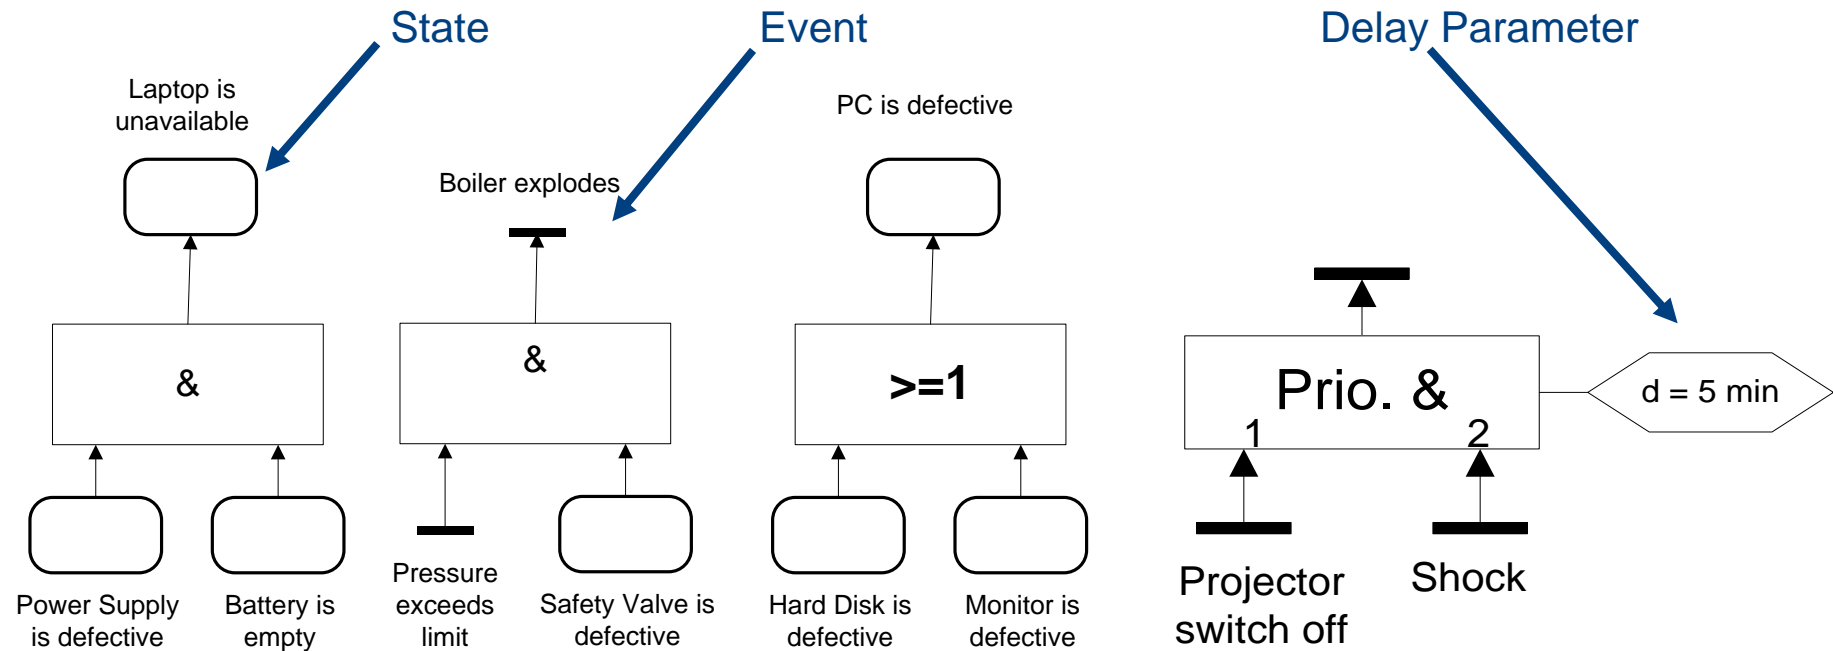 State
Event
Delay Parameter
Laptop is
unavailable
Boiler explodes
PC is defective
&
&
>=1
Prio. &
1
2
d = 5 min
Power Supply
is defective
Battery is
empty
Pressure
exceeds
limit
Safety Valve is
defective
Hard Disk is
defective
Monitor is
defective
Projector
switch off
Shock